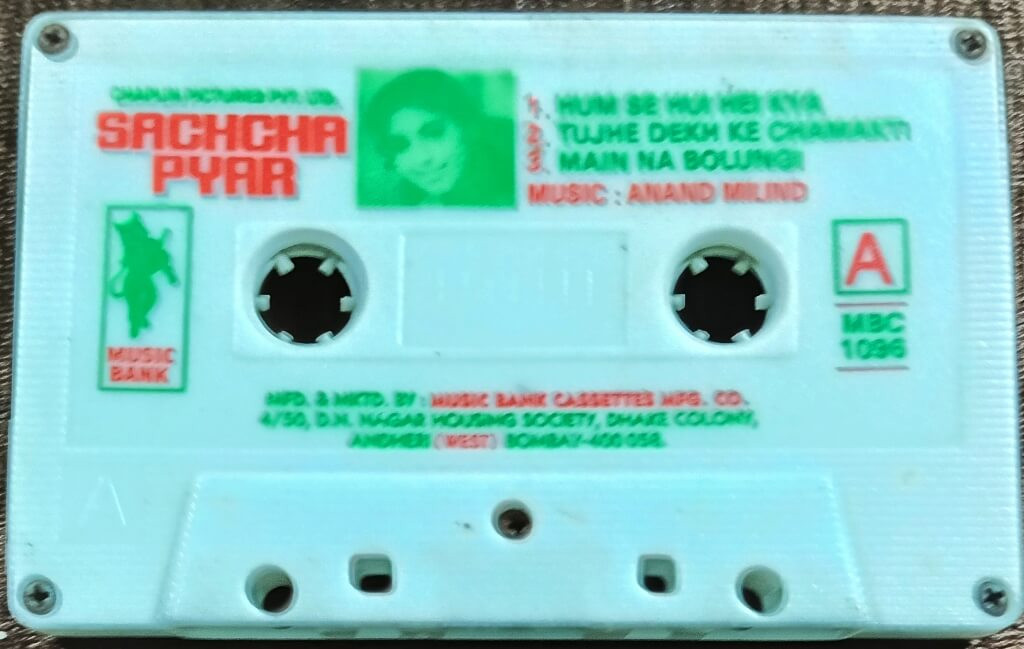 CHAPLIN PICTURES PVT. LTD.
SACHCHA
PYAR
1. HUM SE HUI HEI KYA
2. TUJHE DEKH KE CHAMAKTI
3. MAIN NA BOLUNGI
MUSIC : ANAND MILIND
MUSIC
BANK
A
MBC
1096
MFD. & MKTD. BY : MUSIC BANK CASSETTES MFG. CO.
4/50, D.N. NAGAR HOUSING SOCIETY, DHAKE COLONY,
ANDHERI (WEST) BOMBAY-400 058.
A